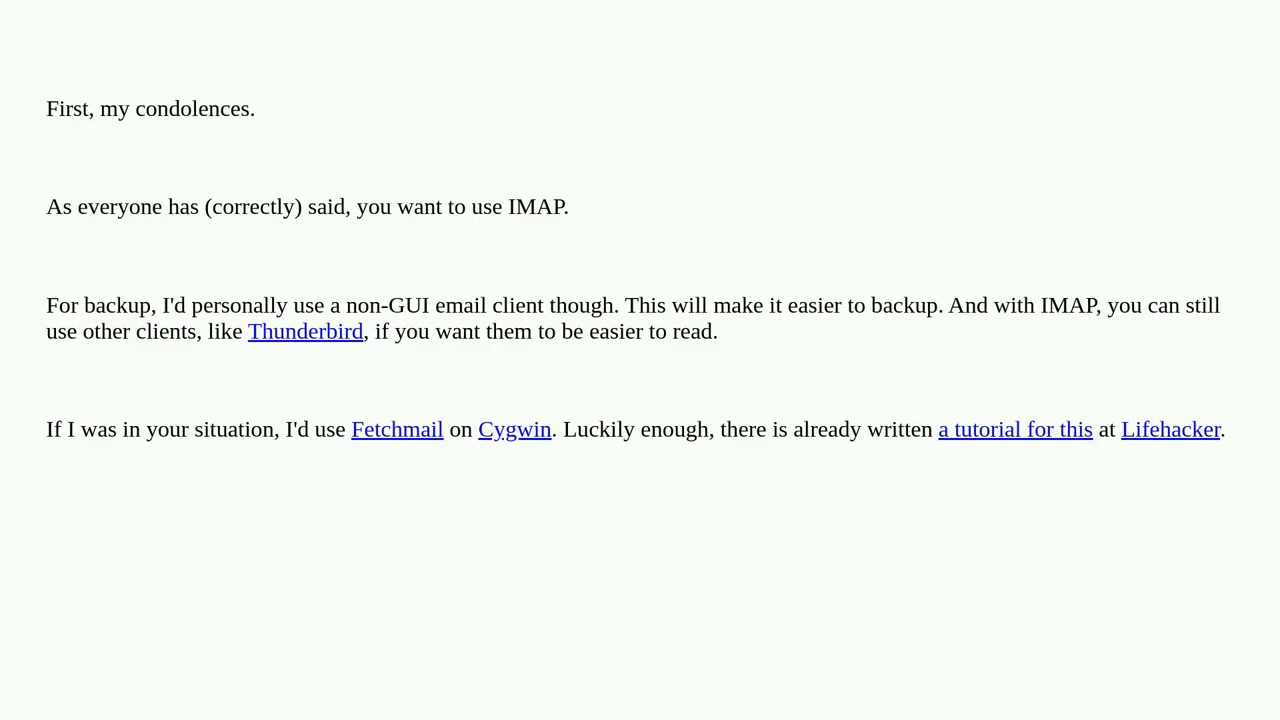 First, my condolences.
As everyone has (correctly) said, you want to use IMAP.
For backup, I'd personally use a non-GUI email client though. This will make it easier to backup. And with IMAP, you can still
use other clients, like Thunderbird, if you want them to be easier to read.
If I was in your situation, I'd use Fetchmail on Cygwin. Luckily enough, there is already written a tutorial for this at Lifehacker.